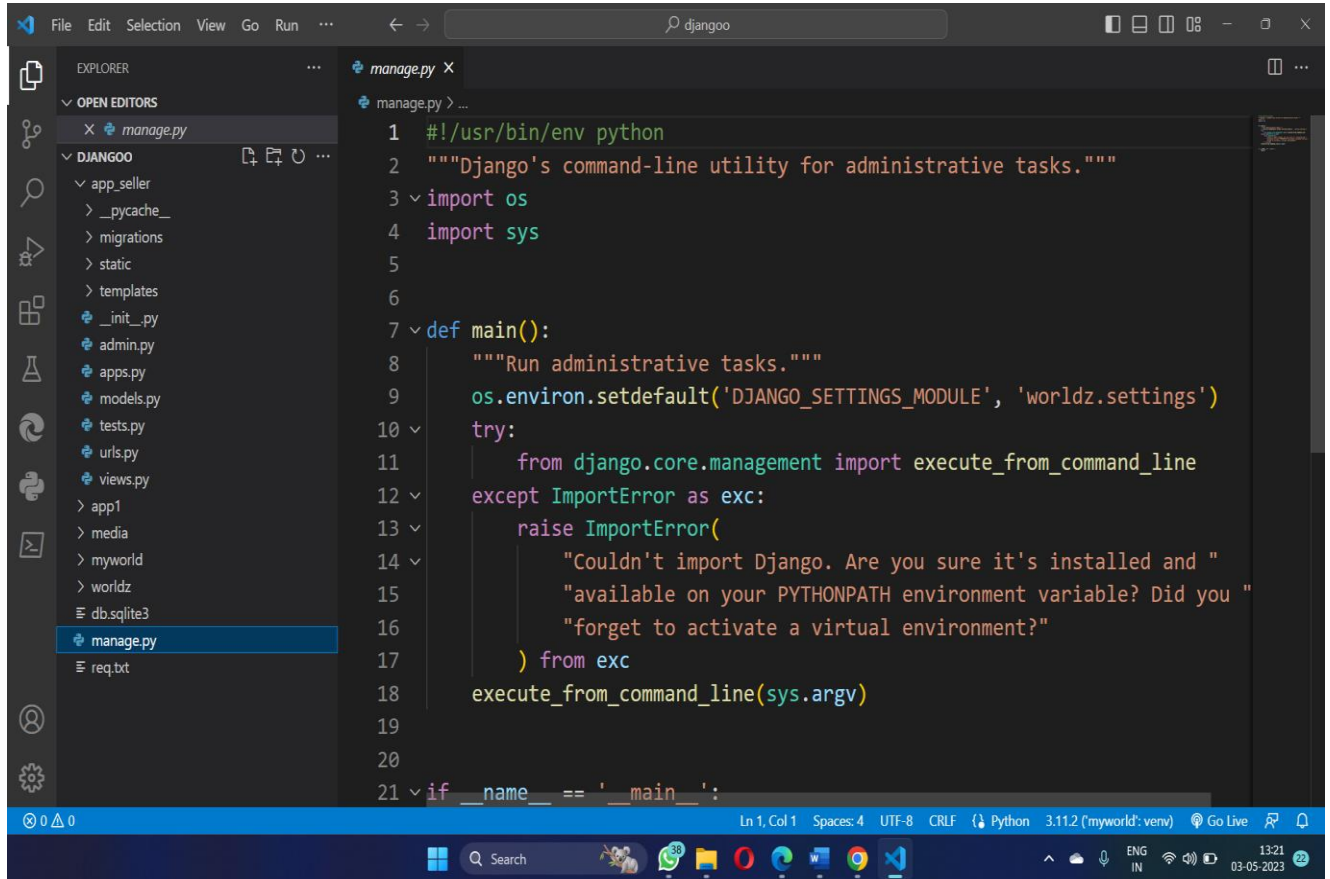 File Edit Selection View Go Run ... djangoo
EXPLORER ...
OPEN EDITORS
manage.py
DJANGOO
app_seller
__pycache__
migrations
static
templates
__init__.py
admin.py
apps.py
models.py
tests.py
urls.py
views.py
app1
media
myworld
worldz
db.sqlite3
manage.py
req.txt
manage.py
manage.py > ...
1 #!/usr/bin/env python
2 """Django's command-line utility for administrative tasks."""
3 import os
4 import sys
5
6
7 def main():
8     """Run administrative tasks."""
9     os.environ.setdefault('DJANGO_SETTINGS_MODULE', 'worldz.settings')
10     try:
11         from django.core.management import execute_from_command_line
12     except ImportError as exc:
13         raise ImportError(
14             "Couldn't import Django. Are you sure it's installed and "
15             "available on your PYTHONPATH environment variable? Did you "
16             "forget to activate a virtual environment?"
17         ) from exc
18     execute_from_command_line(sys.argv)
19
20
21 if __name__ == '__main__':
0 0 Ln 1, Col 1 Spaces: 4 UTF-8 CRLF Python 3.11.2 ('myworld': venv) Go Live
Search 38 ENG 13:21
IN 03-05-2023 22